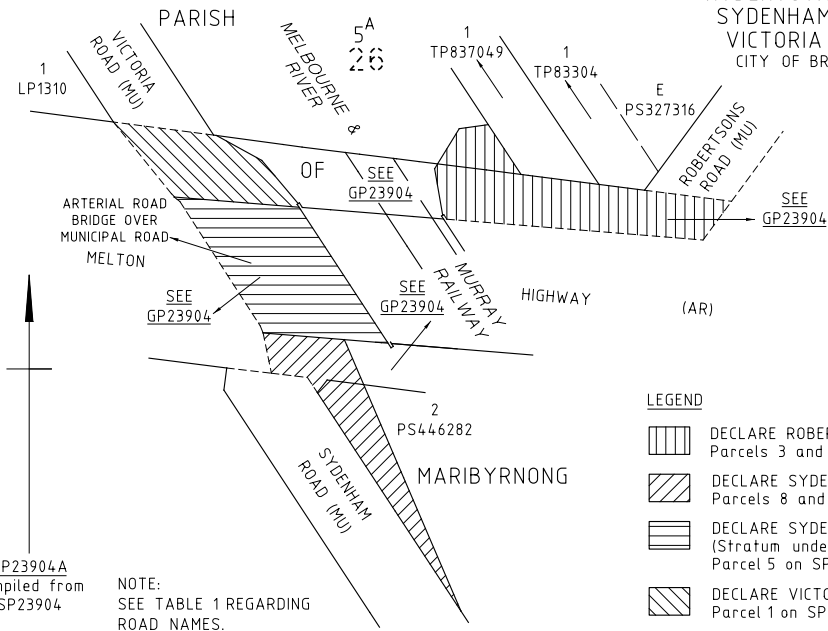 PARISH
SYDENHAM
VICTORIA
CITY OF BR
VICTORIA
ROAD (MU)
1
LP1310
MELBOURNE &
RIVER
5A
26
1
TP837049
1
TP83304
E
PS327316
ROBERTSONS
ROAD (MU)
OF
SEE
GP23904
SEE
GP23904
ARTERIAL ROAD
BRIDGE OVER
MUNICIPAL ROAD
MELTON
SEE
GP23904
SEE
GP23904
MURRAY
RAILWAY
HIGHWAY
(AR)
2
PS446282
SYDENHAM
ROAD (MU)
MARIBYRNONG
LEGEND
DECLARE ROBER
Parcels 3 and
DECLARE SYDE
Parcels 8 and
DECLARE SYDE
(Stratum unde
Parcel 5 on SP
DECLARE VICTO
Parcel 1 on SP
P23904A
mpiled from
SP23904
NOTE:
SEE TABLE 1 REGARDING
ROAD NAMES.